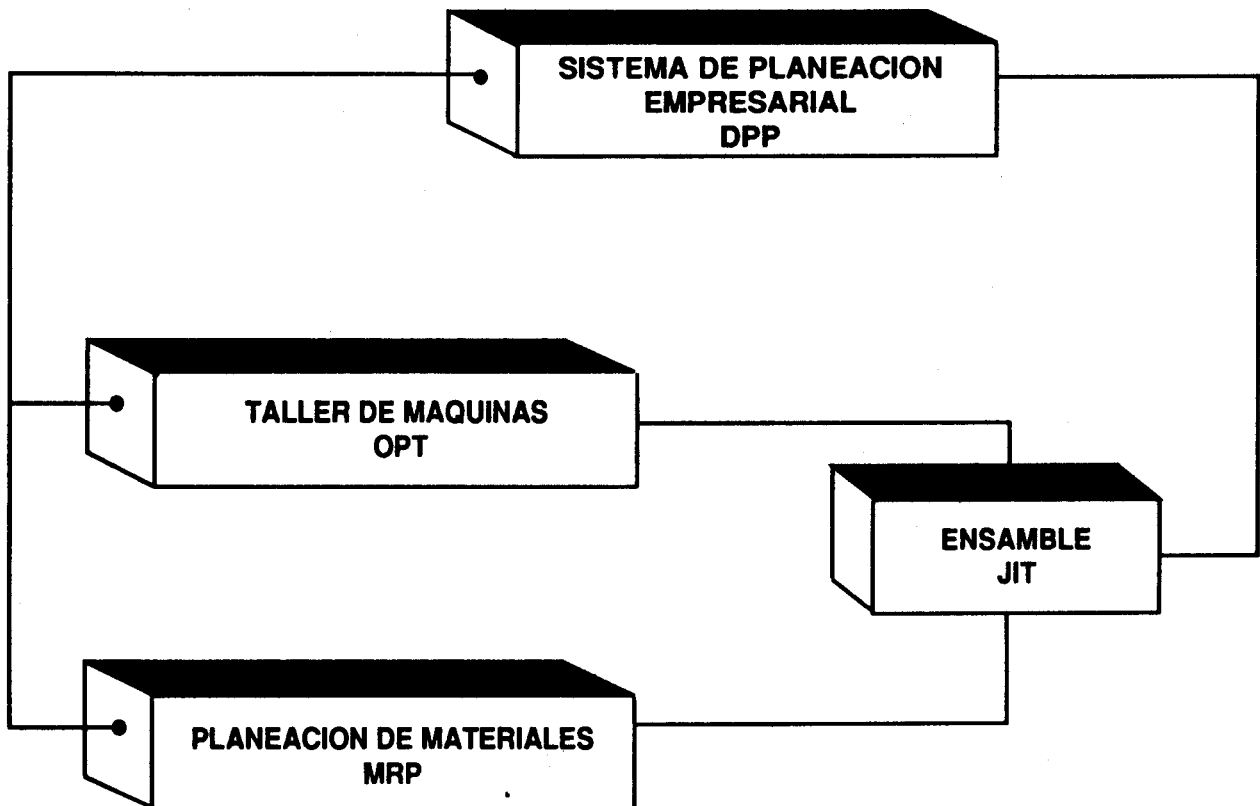 SISTEMA DE PLANEACION
EMPRESARIAL
DPP
TALLER DE MAQUINAS
OPT
ENSAMBLE
JIT
PLANEACION DE MATERIALES
MRP